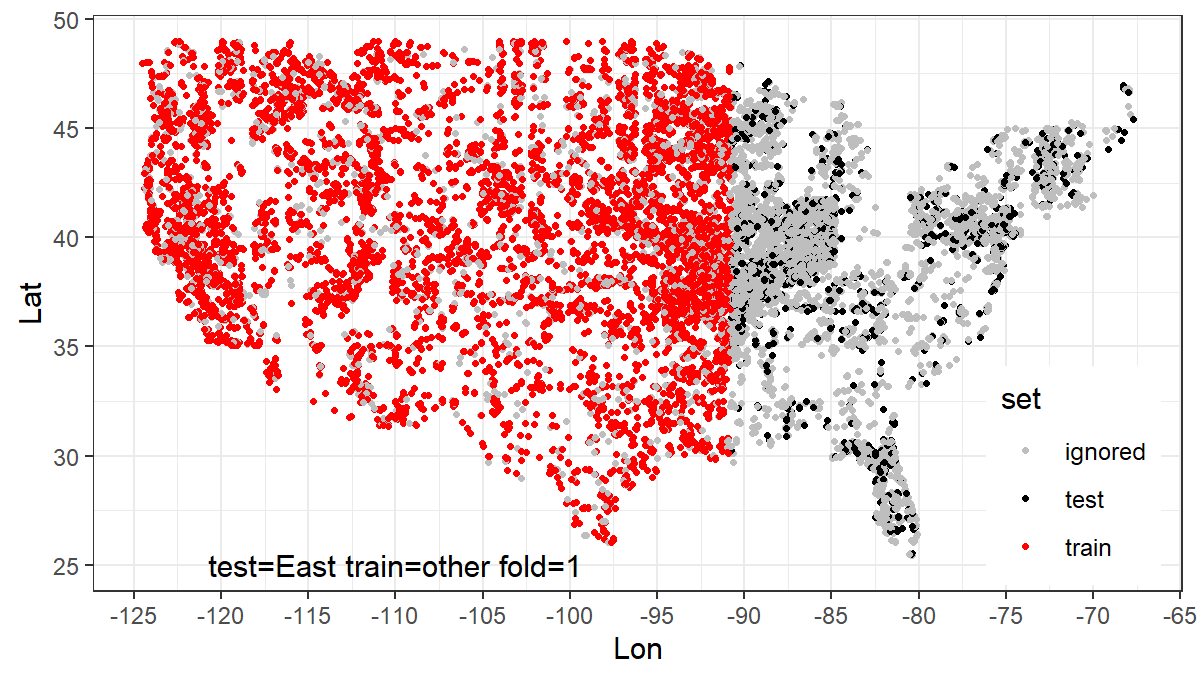 50
45
40
35
30
25
Lat
test=East train=other fold=1
set
ignored
test
train
-125 -120 -115 -110 -105 -100 -95 -90 -85 -80 -75 -70 -65
Lon